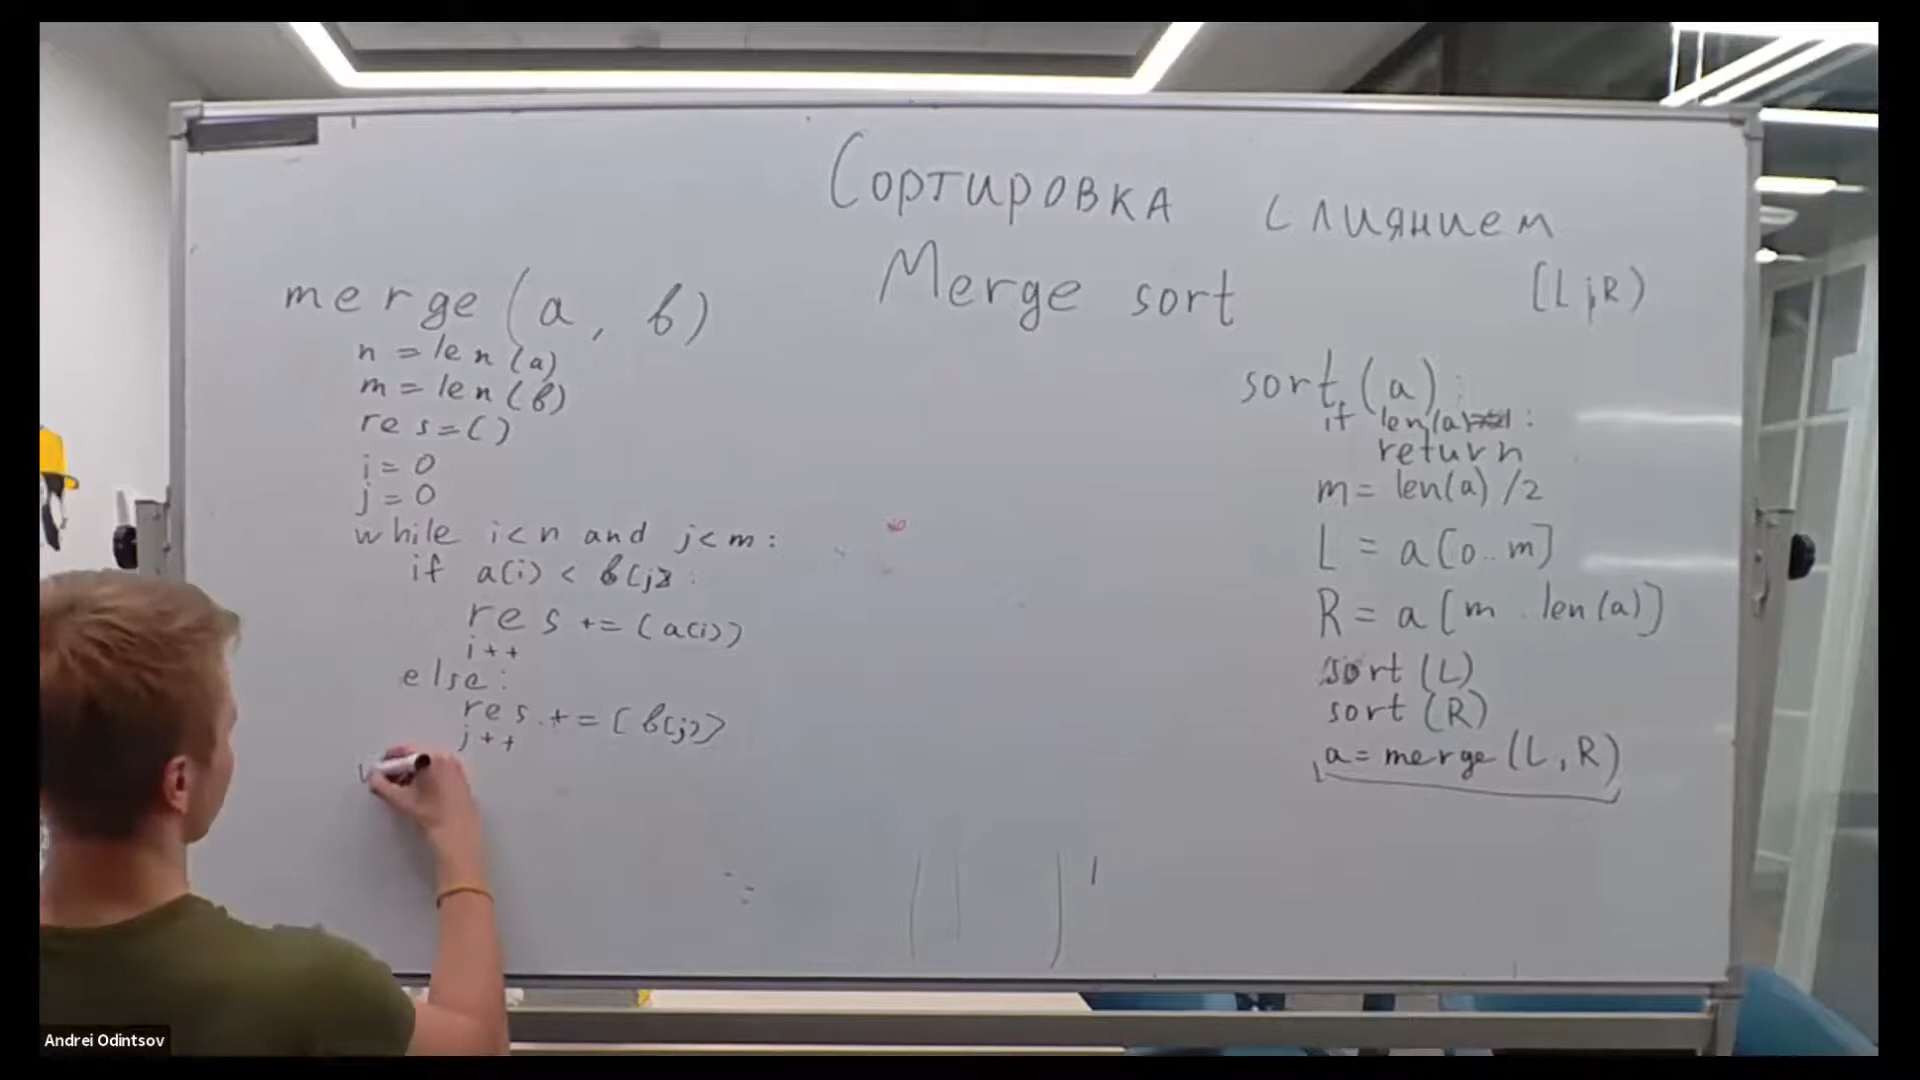 Сортировка слиянием
Merge sort
[L, R)
merge(a, b)
n = len(a)
m = len(b)
res = []
i = 0
j = 0
while i < n and j < m:
if a[i] < b[j]:
res += [a[i]]
i++
else:
res += [b[j]]
j++
sort(a):
if len(a) :
return
m = len(a) / 2
L = a[0..m]
R = a[m..len(a)]
sort(L)
sort(R)
a = merge(L, R)
Andrei Odintsov